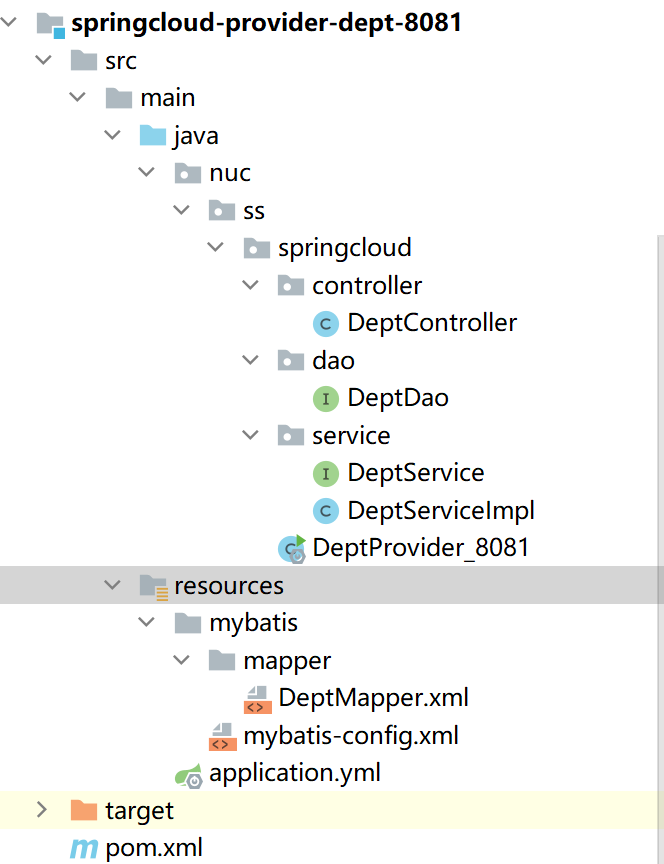 springcloud-provider-dept-8081
src
main
java
nuc
ss
springcloud
controller
C DeptController
dao
I DeptDao
service
I DeptService
C DeptServiceImpl
C DeptProvider_8081
resources
mybatis
mapper
<> DeptMapper.xml
<> mybatis-config.xml
application.yml
target
m pom.xml